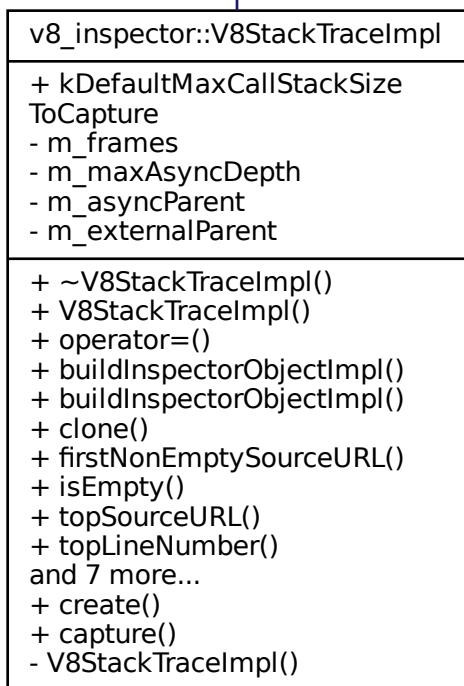 v8_inspector::V8StackTraceImpl
+ kDefaultMaxCallStackSize
ToCapture
- m_frames
- m_maxAsyncDepth
- m_asyncParent
- m_externalParent
+ ~V8StackTraceImpl()
+ V8StackTraceImpl()
+ operator=()
+ buildInspectorObjectImpl()
+ buildInspectorObjectImpl()
+ clone()
+ firstNonEmptySourceURL()
+ isEmpty()
+ topSourceURL()
+ topLineNumber()
and 7 more...
+ create()
+ capture()
- V8StackTraceImpl()